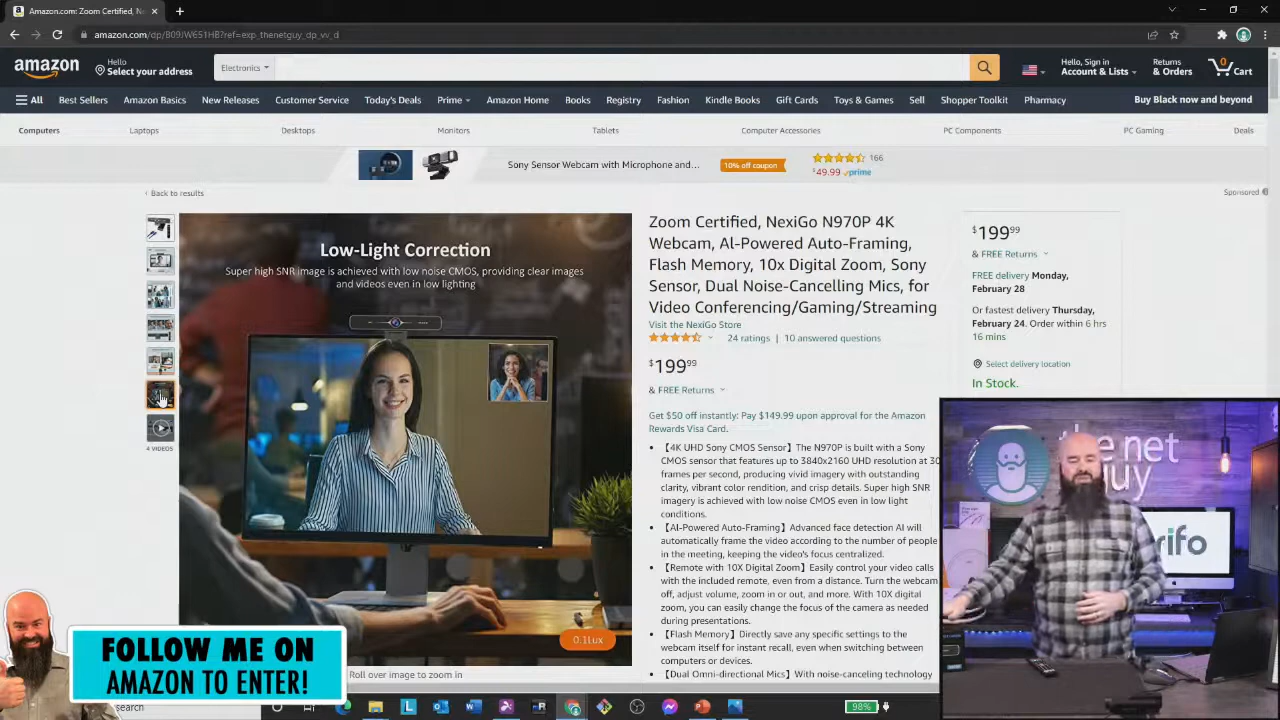 Amazon.com: Zoom Certified, Ne
amazon.com/dp/B09JW651HB?ref=exp_thenetguy_dp_vv_d
amazon
Hello
Select your address
Electronics
Hello, Sign in
Account & Lists
Returns
& Orders
0
Cart
All
Best Sellers
Amazon Basics
New Releases
Customer Service
Today's Deals
Prime
Amazon Home
Books
Registry
Fashion
Kindle Books
Gift Cards
Toys & Games
Sell
Shopper Toolkit
Pharmacy
Buy Black now and beyond
Computers
Laptops
Desktops
Monitors
Tablets
Computer Accessories
PC Components
PC Gaming
Deals
Sony Sensor Webcam with Microphone and...
10% off coupon
166
$49.99 prime
‹ Back to results
Sponsored
Low-Light Correction
Super high SNR image is achieved with low noise CMOS, providing clear images
and videos even in low lighting
0.1Lux
4 VIDEOS
Roll over image to zoom in
Zoom Certified, NexiGo N970P 4K
Webcam, AI-Powered Auto-Framing,
Flash Memory, 10x Digital Zoom, Sony
Sensor, Dual Noise-Cancelling Mics, for
Video Conferencing/Gaming/Streaming
Visit the NexiGo Store
24 ratings | 10 answered questions
$199.99
& FREE Returns
Get $50 off instantly: Pay $149.99 upon approval for the Amazon
Rewards Visa Card.
• 【4K UHD Sony CMOS Sensor】The N970P is built with a Sony
CMOS sensor that features up to 3840x2160 UHD resolution at 30
frames per second, producing vivid imagery with outstanding
clarity, vibrant color rendition, and crisp details. Super high SNR
imagery is achieved with low noise CMOS even in low light
conditions.
• 【AI-Powered Auto-Framing】Advanced face detection AI will
automatically frame the video according to the number of people
in the meeting, keeping the video's focus centralized.
• 【Remote with 10X Digital Zoom】Easily control your video calls
with the included remote, even from a distance. Turn the webcam
off, adjust volume, zoom in or out, and more. With 10X digital
zoom, you can easily change the focus of the camera as needed
during presentations.
• 【Flash Memory】Directly save any specific settings to the
webcam itself for instant recall, even when switching between
computers or devices.
• 【Dual Omni-directional Mics】With noise-canceling technology
$199.99
& FREE Returns
FREE delivery Monday,
February 28
Or fastest delivery Thursday,
February 24. Order within 6 hrs
16 mins
Select delivery location
In Stock.
the net
guy
rifo
FOLLOW ME ON
AMAZON TO ENTER!
search
98%